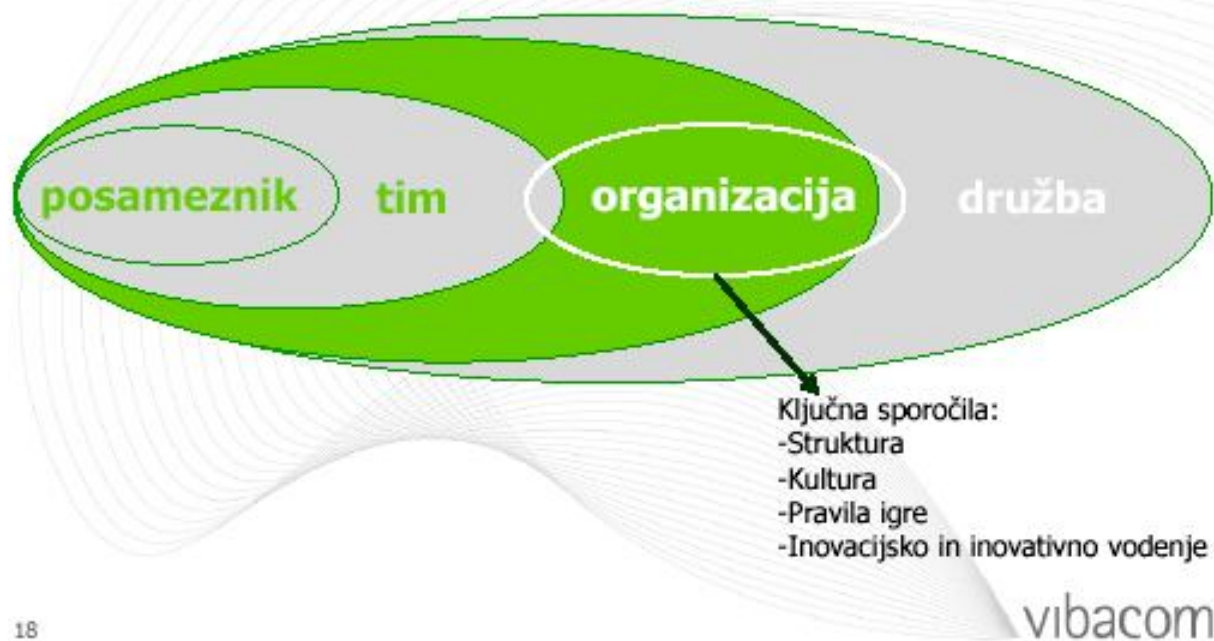 posameznik tim organizacija družba
Ključna sporočila:
-Struktura
-Kultura
-Pravila igre
-Inovacijsko in inovativno vodenje
18
vibacom